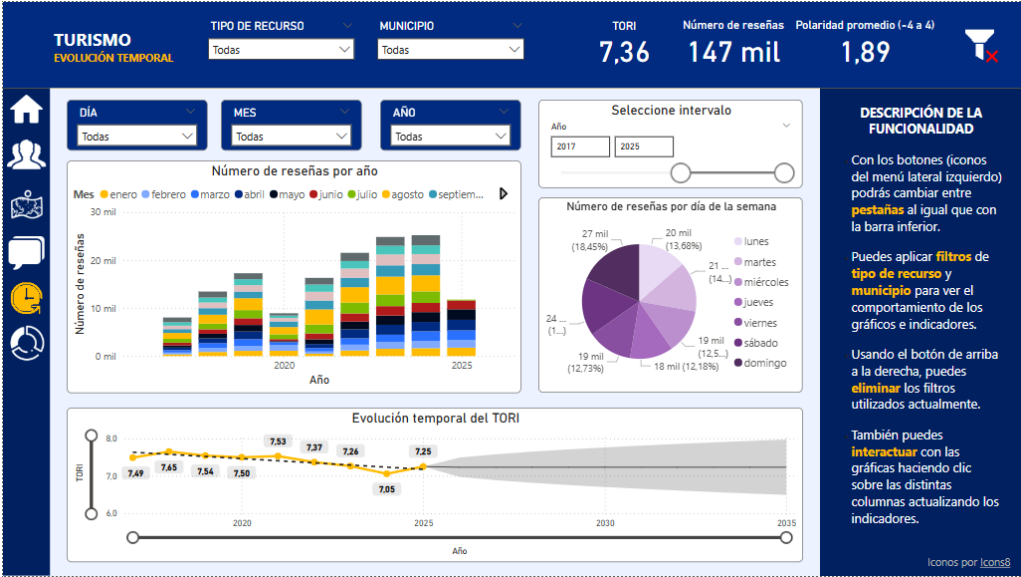 TURISMO
EVOLUCIÓN TEMPORAL
TIPO DE RECURSO
Todas
MUNICIPIO
Todas
TORI
7,36
Número de reseñas
147 mil
Polaridad promedio (-4 a 4)
1,89
DÍA
Todas
MES
Todas
AÑO
Todas
Seleccione intervalo
Año
2017
2025
Número de reseñas por año
Mes enero febrero marzo abril mayo junio julio agosto septiem...
Número de reseñas
30 mil
20 mil
10 mil
0 mil
2020
2025
Año
Número de reseñas por día de la semana
27 mil
(18,45%)
20 mil
(13,68%)
21 ...
(14...)
19 mil
(12,5...)
18 mil (12,18%)
19 mil
(12,73%)
24 ...
(1...)
lunes
martes
miércoles
jueves
viernes
sábado
domingo
Evolución temporal del TORI
TORI
8.0
7.0
6.0
7,49
7,65
7,54
7,50
7,53
7,37
7,26
7,05
7,25
2020
2025
2030
2035
Año
DESCRIPCIÓN DE LA
FUNCIONALIDAD
Con los botones (iconos
del menú lateral izquierdo)
podrás cambiar entre
pestañas al igual que con
la barra inferior.
Puedes aplicar filtros de
tipo de recurso y
municipio para ver el
comportamiento de los
gráficos e indicadores.
Usando el botón de arriba
a la derecha, puedes
eliminar los filtros
utilizados actualmente.
También puedes
interactuar con las
gráficas haciendo clic
sobre las distintas
columnas actualizando los
indicadores.
Iconos por Icons8